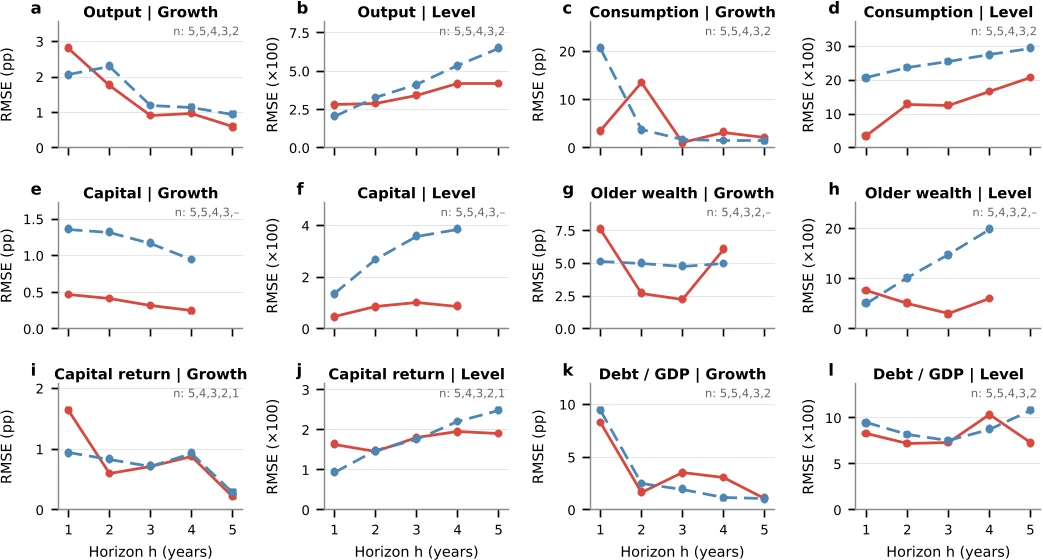 a Output | Growth
n: 5,5,4,3,2
RMSE (pp)
3
2
1
0
b Output | Level
n: 5,5,4,3,2
RMSE (×100)
7.5
5.0
2.5
0.0
c Consumption | Growth
n: 5,5,4,3,2
RMSE (pp)
20
10
0
d Consumption | Level
n: 5,5,4,3,2
RMSE (×100)
30
20
10
0
e Capital | Growth
n: 5,5,4,3,–
RMSE (pp)
1.5
1.0
0.5
0.0
f Capital | Level
n: 5,5,4,3,–
RMSE (×100)
4
2
0
g Older wealth | Growth
n: 5,4,3,2,–
RMSE (pp)
7.5
5.0
2.5
0.0
h Older wealth | Level
n: 5,4,3,2,–
RMSE (×100)
20
10
0
i Capital return | Growth
n: 5,4,3,2,1
RMSE (pp)
2
1
0
1 2 3 4 5
Horizon h (years)
j Capital return | Level
n: 5,4,3,2,1
RMSE (×100)
3
2
1
0
1 2 3 4 5
Horizon h (years)
k Debt / GDP | Growth
n: 5,5,4,3,2
RMSE (pp)
10
5
0
1 2 3 4 5
Horizon h (years)
l Debt / GDP | Level
n: 5,5,4,3,2
RMSE (×100)
10
5
0
1 2 3 4 5
Horizon h (years)